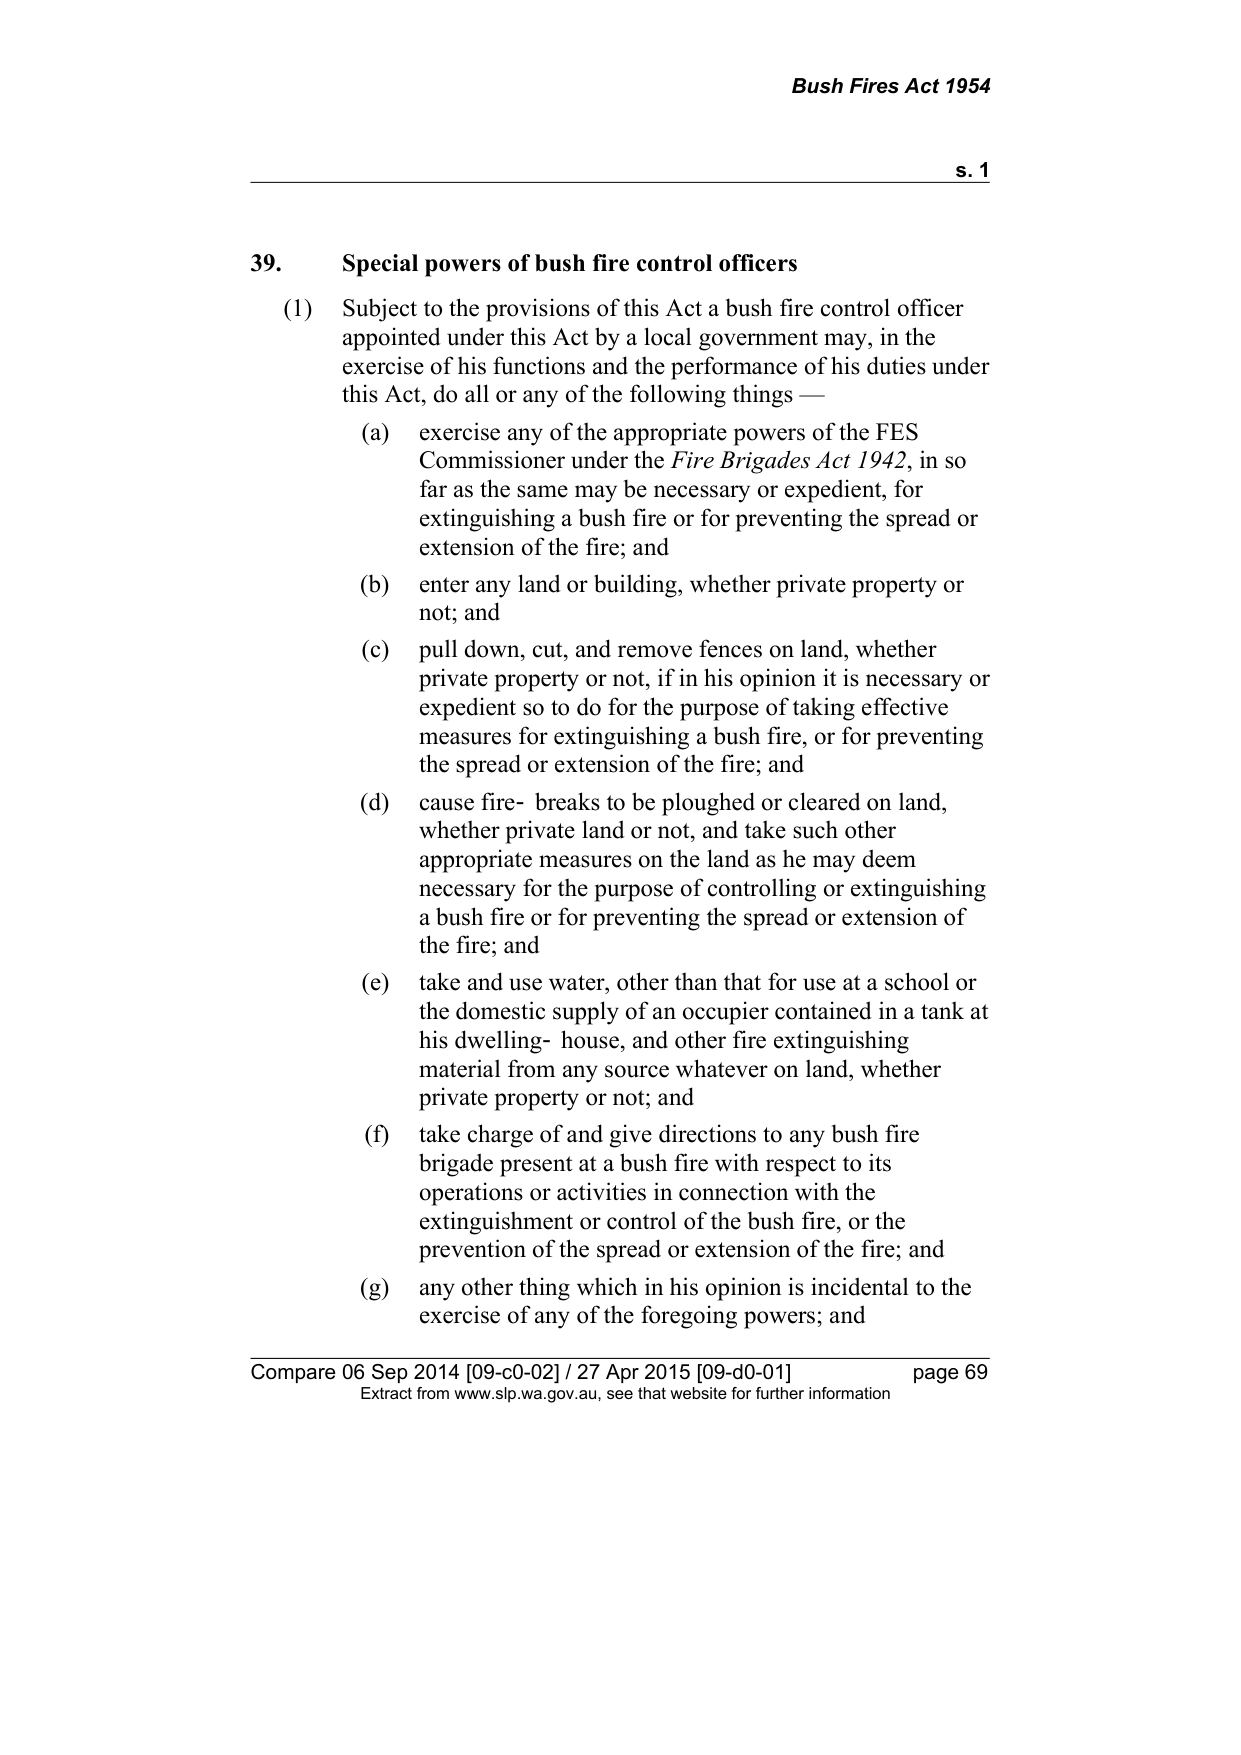 Bush Fires Act 1954
s. 1
39. Special powers of bush fire control officers
(1) Subject to the provisions of this Act a bush fire control officer
appointed under this Act by a local government may, in the
exercise of his functions and the performance of his duties under
this Act, do all or any of the following things —
(a) exercise any of the appropriate powers of the FES
Commissioner under the Fire Brigades Act 1942, in so
far as the same may be necessary or expedient, for
extinguishing a bush fire or for preventing the spread or
extension of the fire; and
(b) enter any land or building, whether private property or
not; and
(c) pull down, cut, and remove fences on land, whether
private property or not, if in his opinion it is necessary or
expedient so to do for the purpose of taking effective
measures for extinguishing a bush fire, or for preventing
the spread or extension of the fire; and
(d) cause fire- breaks to be ploughed or cleared on land,
whether private land or not, and take such other
appropriate measures on the land as he may deem
necessary for the purpose of controlling or extinguishing
a bush fire or for preventing the spread or extension of
the fire; and
(e) take and use water, other than that for use at a school or
the domestic supply of an occupier contained in a tank at
his dwelling- house, and other fire extinguishing
material from any source whatever on land, whether
private property or not; and
(f) take charge of and give directions to any bush fire
brigade present at a bush fire with respect to its
operations or activities in connection with the
extinguishment or control of the bush fire, or the
prevention of the spread or extension of the fire; and
(g) any other thing which in his opinion is incidental to the
exercise of any of the foregoing powers; and
Compare 06 Sep 2014 [09-c0-02] / 27 Apr 2015 [09-d0-01] page 69
Extract from www.slp.wa.gov.au, see that website for further information